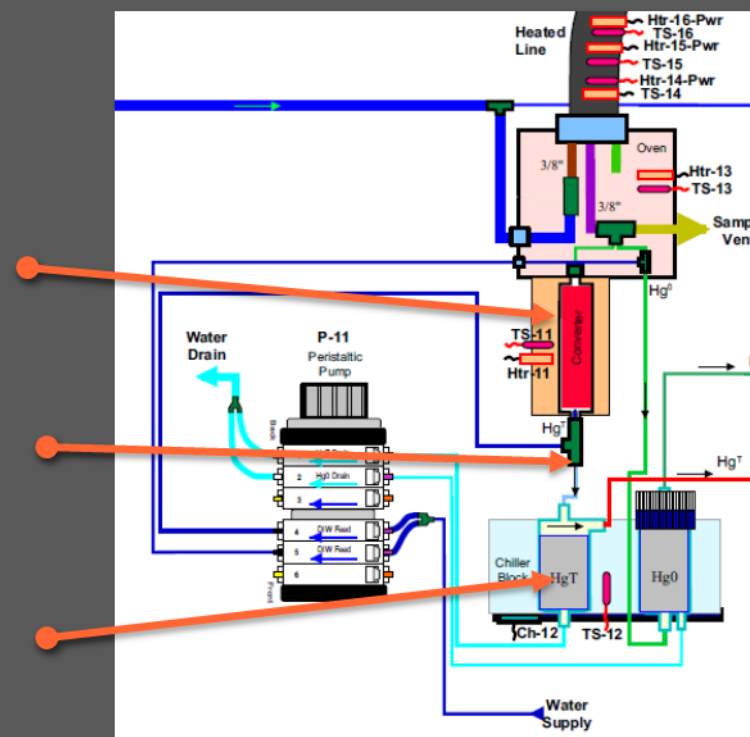 Htr-16-Pwr
TS-16
Heated
Line
Htr-15-Pwr
TS-15
Htr-14-Pwr
TS-14
Oven
3/8"
Htr-13
TS-13
3/8"
Samp
Ven
Hg⁰
Water
Drain
P-11
Peristaltic
Pump
TS-11
Converter
Htr-11
Hgᵀ
Back
1
Drain
2 Hg0 Drain
3
4 DIW Feed
5 DIW Feed
6
Front
Hgᵀ
Chiller
Block
HgT
Hg0
Ch-12
TS-12
Water
Supply